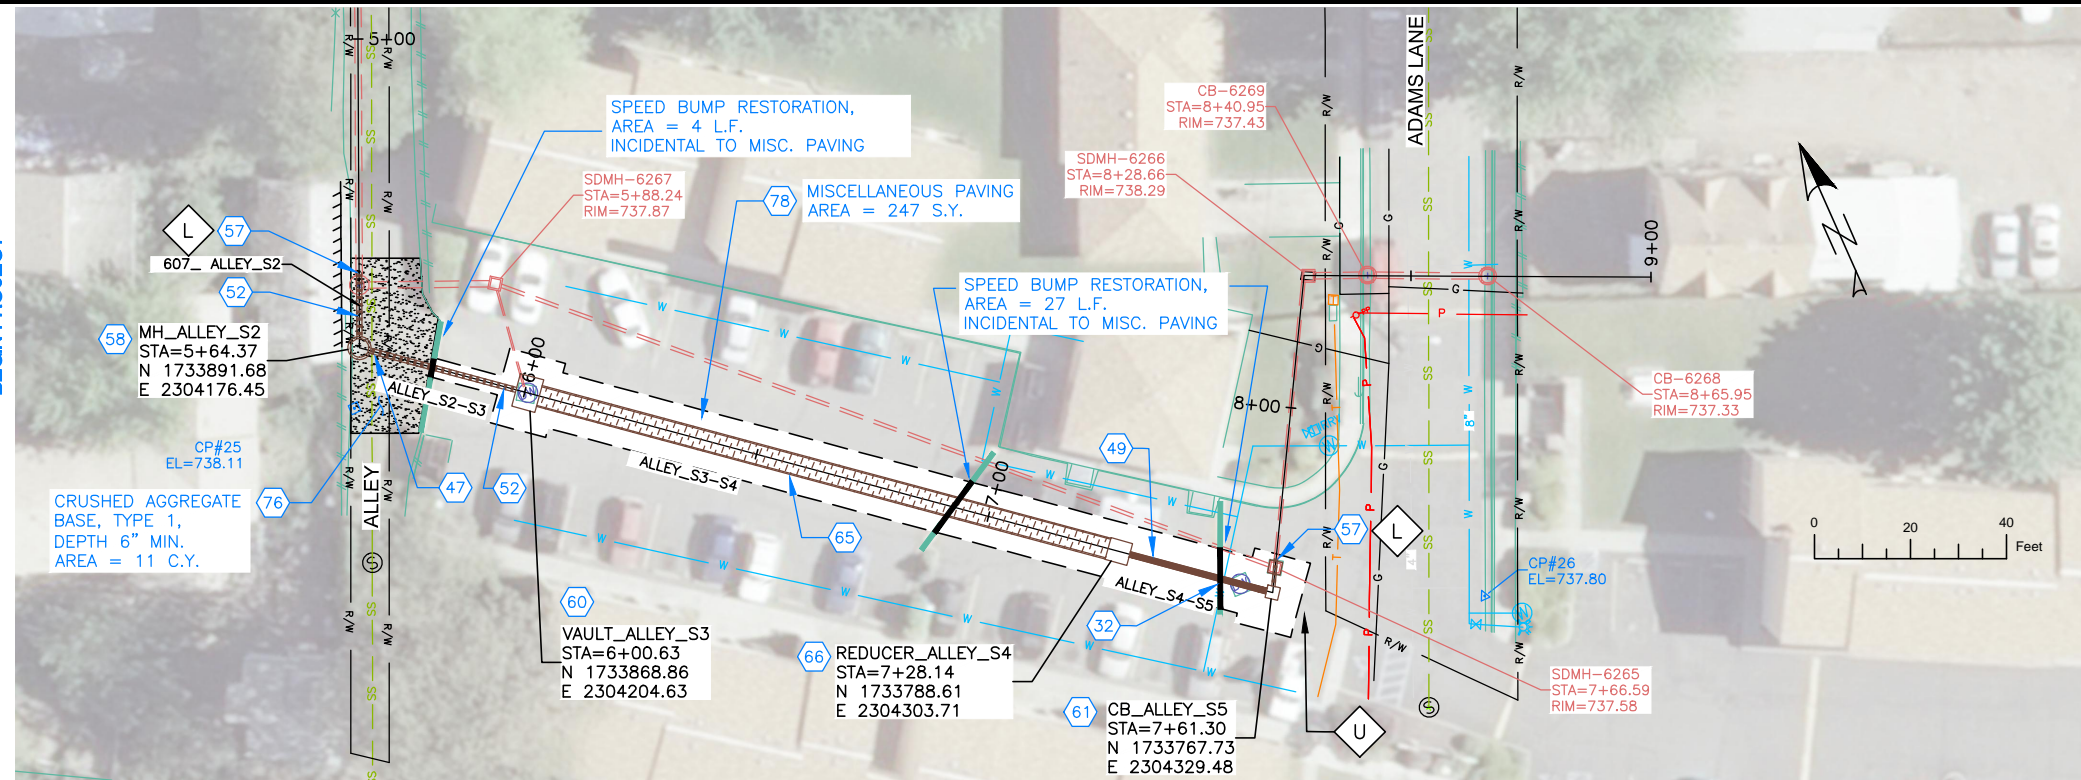 5+00
R/W
R/W
SS
ADAMS LANE
R/W
R/W
SPEED BUMP RESTORATION,
AREA = 4 L.F.
INCIDENTAL TO MISC. PAVING
CB-6269
STA=8+40.95
RIM=737.43
SDMH-6267
STA=5+88.24
RIM=737.87
78
MISCELLANEOUS PAVING
AREA = 247 S.Y.
SDMH-6266
STA=8+28.66
RIM=738.29
L
57
607_ ALLEY_S2
52
58
MH_ALLEY_S2
STA=5+64.37
N 1733891.68
E 2304176.45
SPEED BUMP RESTORATION,
AREA = 27 L.F.
INCIDENTAL TO MISC. PAVING
9+00
6+00
ALLEY_S2-S3
8+00
CB-6268
STA=8+65.95
RIM=737.33
8"
CP#25
EL=738.11
ALLEY
47
52
ALLEY_S3-S4
7+00
49
CRUSHED AGGREGATE
BASE, TYPE 1,
DEPTH 6" MIN.
AREA = 11 C.Y.
76
65
57
L
0 20 40
Feet
CP#26
EL=737.80
ALLEY_S4-S5
60
VAULT_ALLEY_S3
STA=6+00.63
N 1733868.86
E 2304204.63
32
66
REDUCER_ALLEY_S4
STA=7+28.14
N 1733788.61
E 2304303.71
R/W
SDMH-6265
STA=7+66.59
RIM=737.58
61
CB_ALLEY_S5
STA=7+61.30
N 1733767.73
E 2304329.48
U